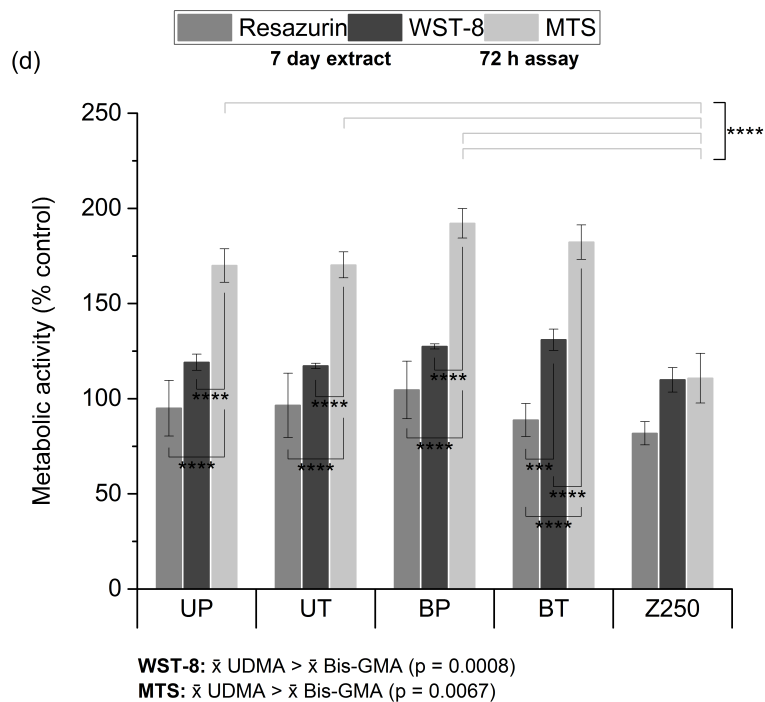 Resazurin WST-8 MTS
7 day extract 72 h assay
(d)
250
****
200
150
100
50
0
Metabolic activity (% control)
**** **** **** *** ****
**** **** **** ****
UP UT BP BT Z250
WST-8: x̄ UDMA > x̄ Bis-GMA (p = 0.0008)
MTS: x̄ UDMA > x̄ Bis-GMA (p = 0.0067)